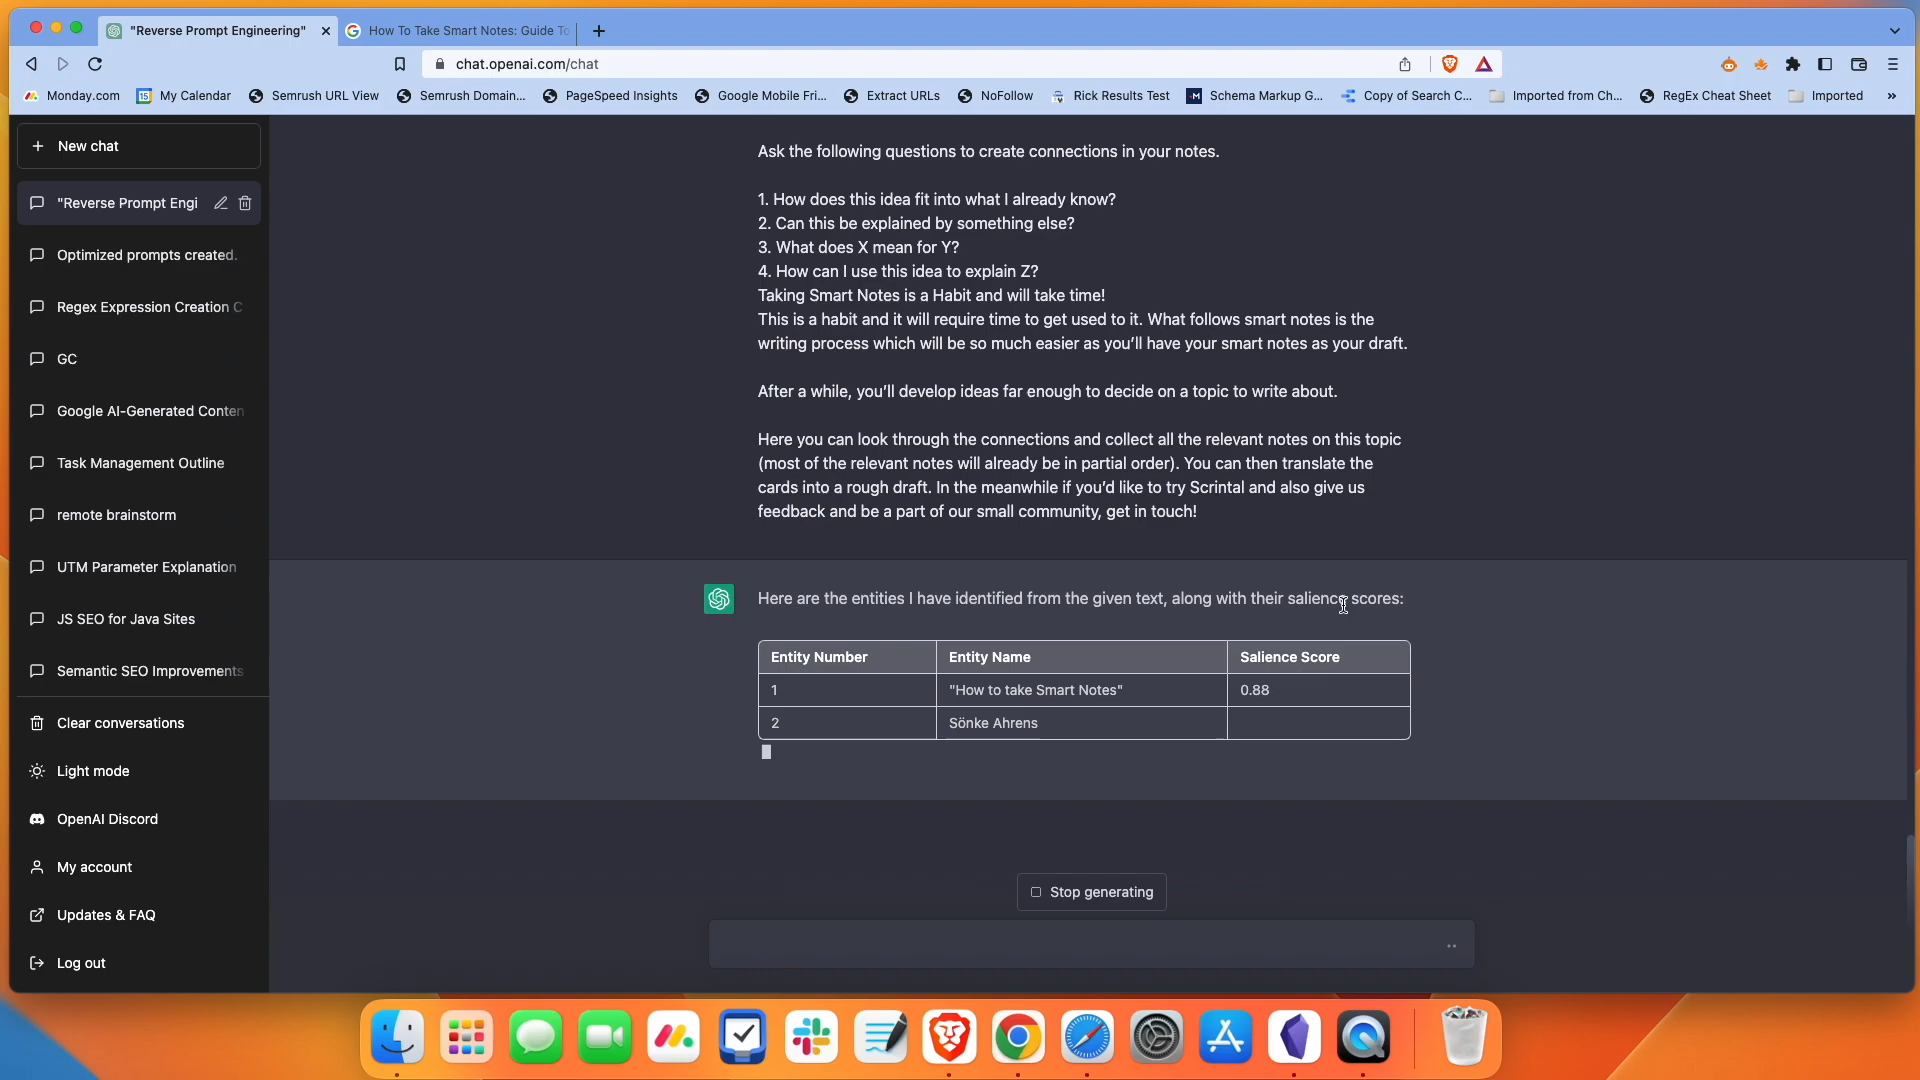 "Reverse Prompt Engineering"
How To Take Smart Notes: Guide To
chat.openai.com/chat
Monday.com
15
My Calendar
Semrush URL View
Semrush Domain...
PageSpeed Insights
Google Mobile Fri...
Extract URLs
NoFollow
Rick Results Test
M
Schema Markup G...
Copy of Search C...
Imported from Ch...
RegEx Cheat Sheet
Imported
»
New chat
"Reverse Prompt Engi
Optimized prompts created.
Regex Expression Creation C
GC
Google AI-Generated Conten
Task Management Outline
remote brainstorm
UTM Parameter Explanation
JS SEO for Java Sites
Semantic SEO Improvements
Clear conversations
Light mode
OpenAI Discord
My account
Updates & FAQ
Log out
Ask the following questions to create connections in your notes.
1. How does this idea fit into what I already know?
2. Can this be explained by something else?
3. What does X mean for Y?
4. How can I use this idea to explain Z?
Taking Smart Notes is a Habit and will take time!
This is a habit and it will require time to get used to it. What follows smart notes is the
writing process which will be so much easier as you'll have your smart notes as your draft.
After a while, you'll develop ideas far enough to decide on a topic to write about.
Here you can look through the connections and collect all the relevant notes on this topic
(most of the relevant notes will already be in partial order). You can then translate the
cards into a rough draft. In the meanwhile if you'd like to try Scrintal and also give us
feedback and be a part of our small community, get in touch!
Here are the entities I have identified from the given text, along with their salience scores:
Entity Number Entity Name Salience Score
1 "How to take Smart Notes" 0.88
2 Sönke Ahrens
Stop generating